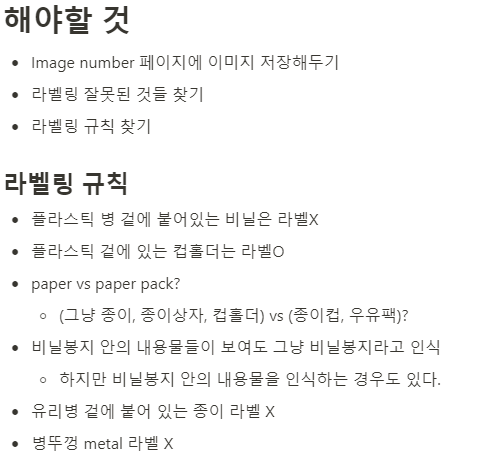 해야할 것
Image number 페이지에 이미지 저장해두기
라벨링 잘못된 것들 찾기
라벨링 규칙 찾기
라벨링 규칙
플라스틱 병 겉에 붙어있는 비닐은 라벨X
플라스틱 겉에 있는 컵홀더는 라벨O
paper vs paper pack?
(그냥 종이, 종이상자, 컵홀더) vs (종이컵, 우유팩)?
비닐봉지 안의 내용물들이 보여도 그냥 비닐봉지라고 인식
하지만 비닐봉지 안의 내용물을 인식하는 경우도 있다.
유리병 겉에 붙어 있는 종이 라벨 X
병뚜껑 metal 라벨 X